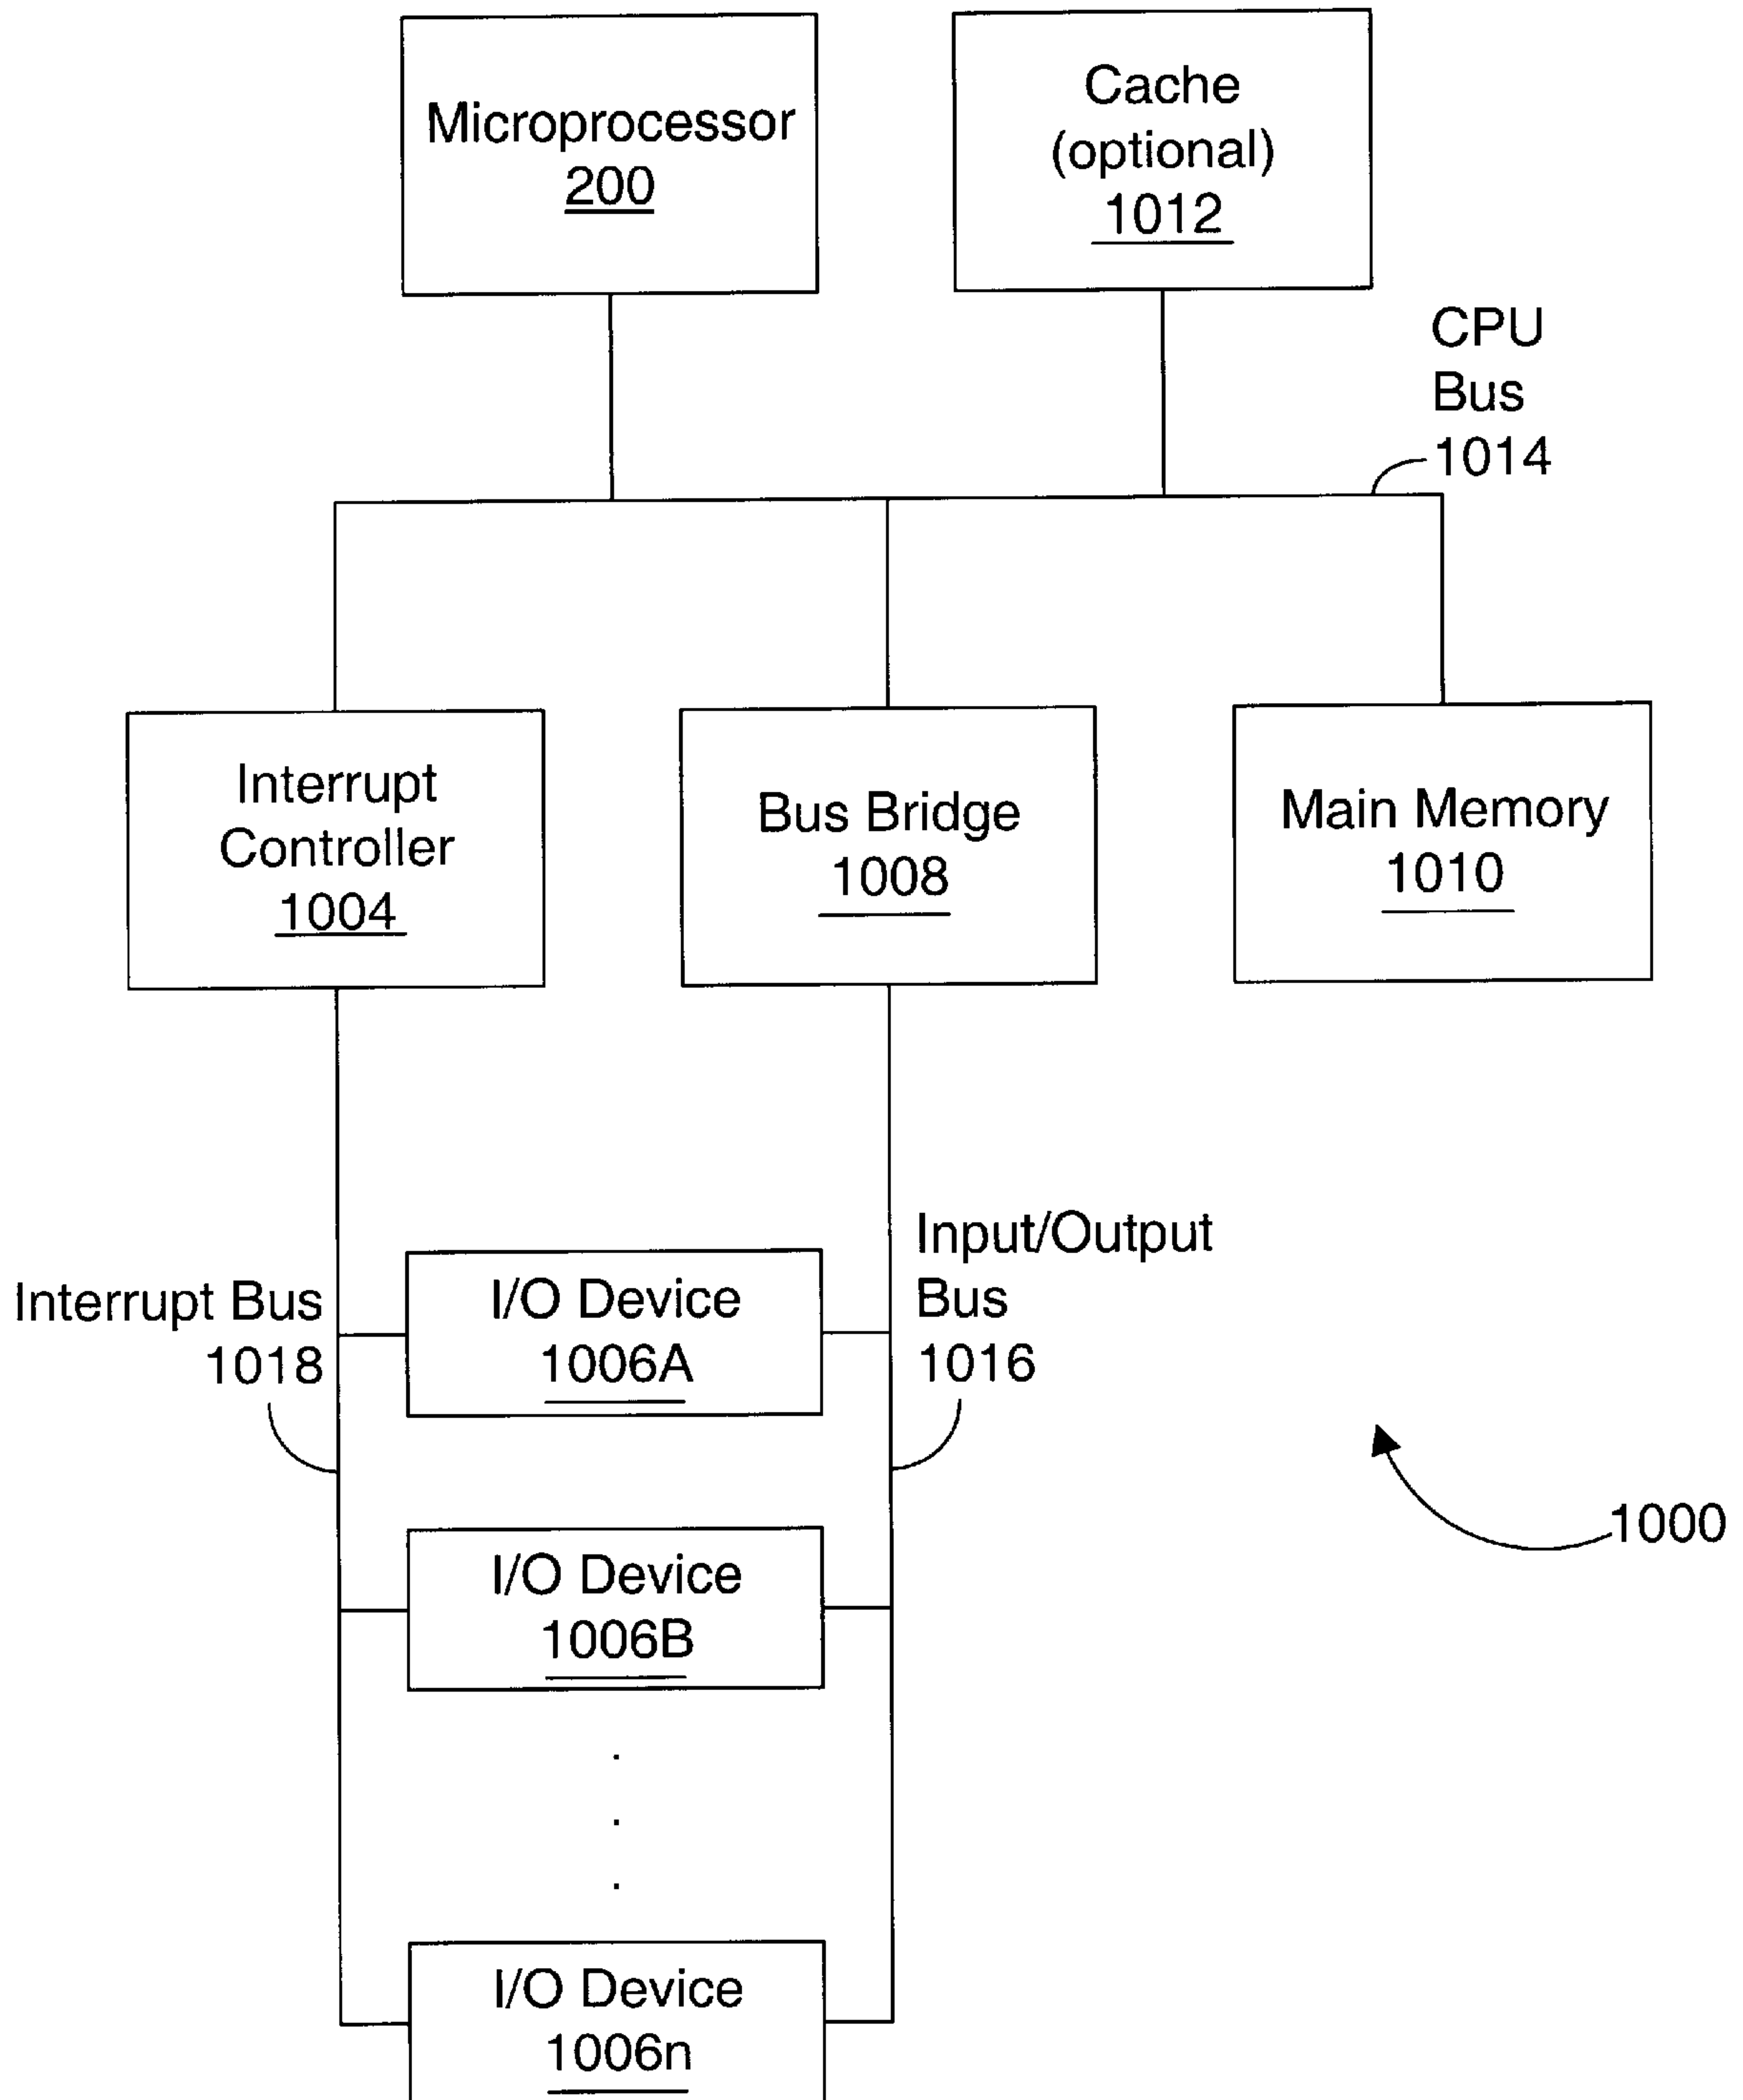 Microprocessor
200
Cache
(optional)
1012
CPU
Bus
1014
Interrupt
Controller
1004
Bus Bridge
1008
Main Memory
1010
Interrupt Bus
1018
I/O Device
1006A
Input/Output
Bus
1016
I/O Device
1006B
1000
.
.
.
I/O Device
1006n